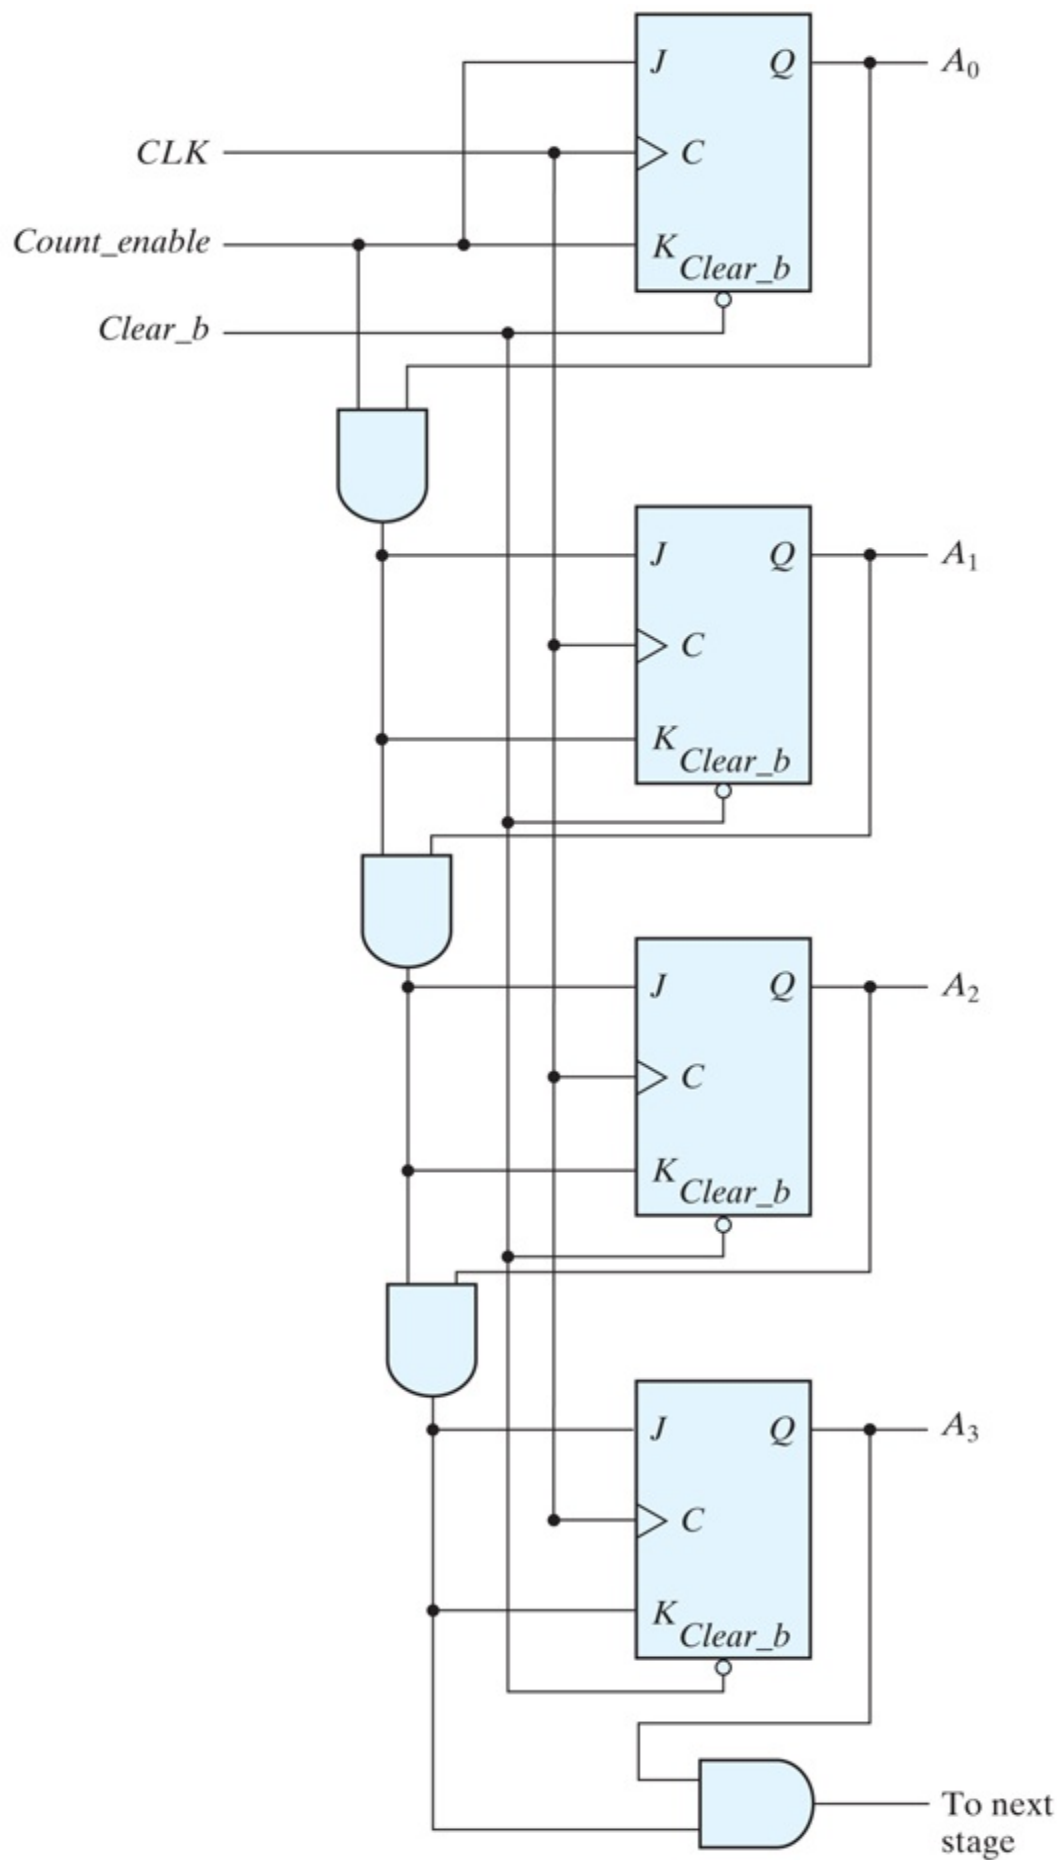 J Q A0
CLK C
Count_enable K
Clear_b
Clear_b
J Q A1
C
K
Clear_b
J Q A2
C
K
Clear_b
J Q A3
C
K
Clear_b
To next
stage